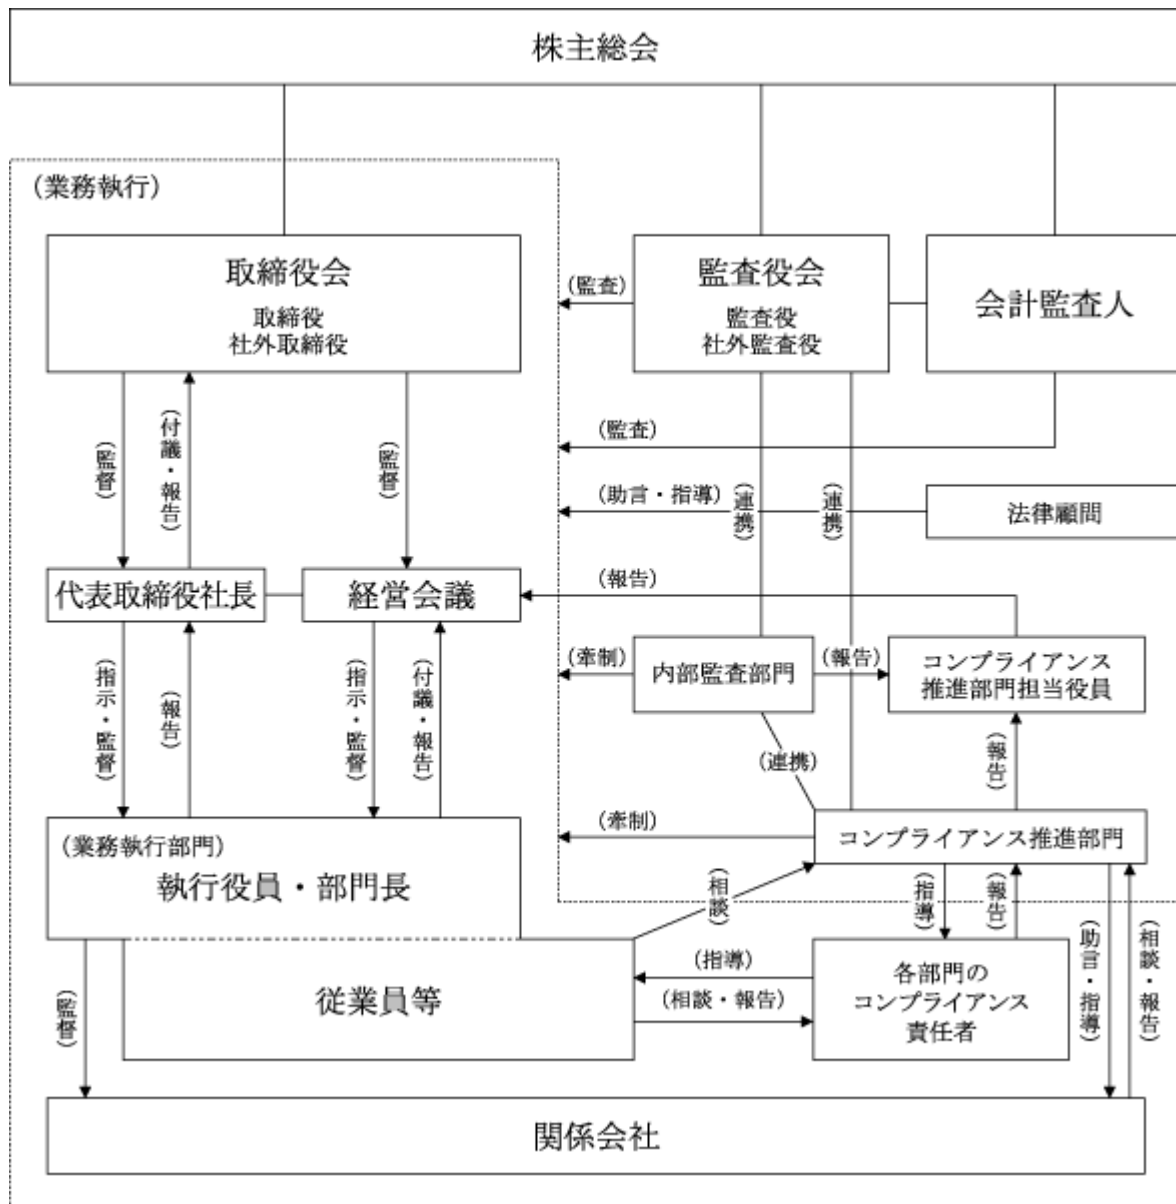 株主総会
（業務執行）
取締役会
取締役
社外取締役
（監査）
監査役会
監査役
社外監査役
会計監査人
（監督）
（付議・報告）
（監督）
（監査）
（助言・指導）
（連携）
（連携）
法律顧問
代表取締役社長
経営会議
（報告）
（指示・監督）
（報告）
（指示・監督）
（付議・報告）
（牽制）
内部監査部門
（報告）
コンプライアンス
推進部門担当役員
（連携）
（報告）
（業務執行部門）
執行役員・部門長
（牽制）
コンプライアンス推進部門
（相談）
（指導）
（報告）
（助言・指導）
（相談・報告）
従業員等
（指導）
（相談・報告）
各部門の
コンプライアンス
責任者
関係会社